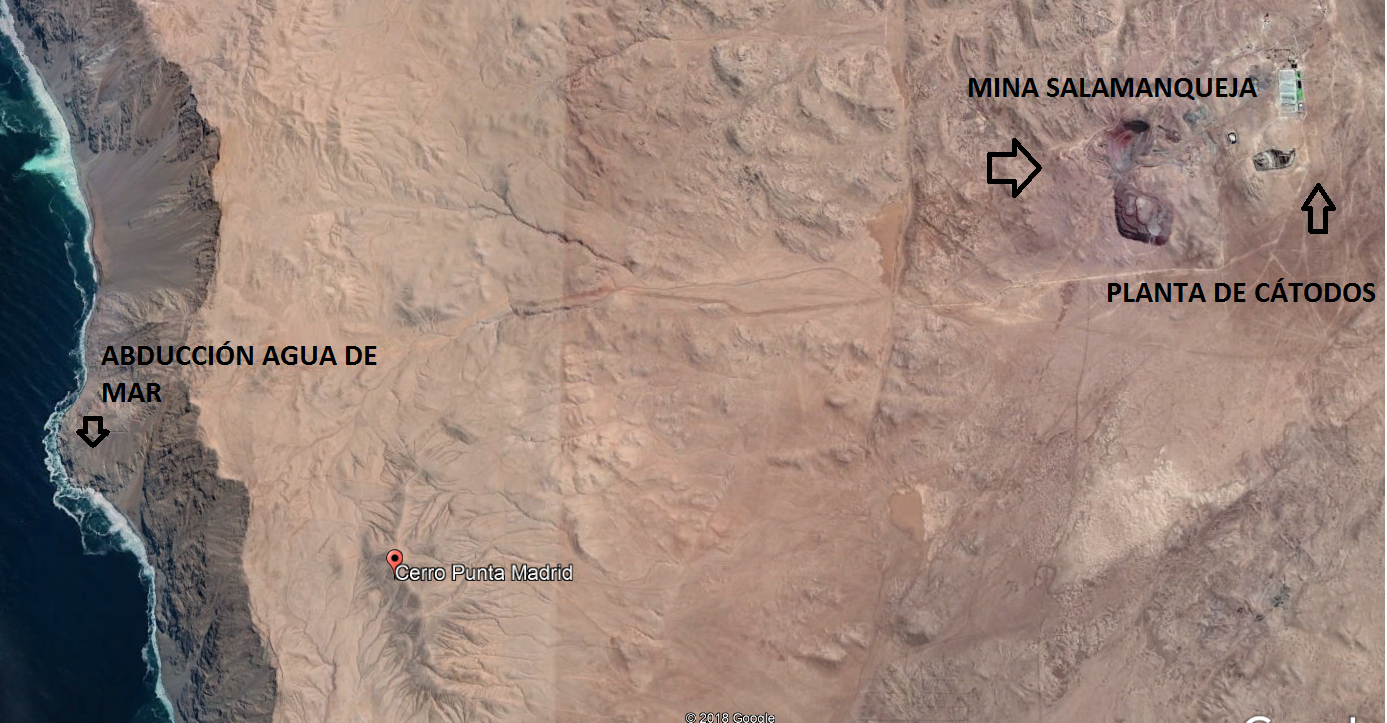 MINA SALAMANQUEJA
PLANTA DE CÁTODOS
ABDUCCIÓN AGUA DE
MAR
Cerro Punta Madrid
© 2018 Google